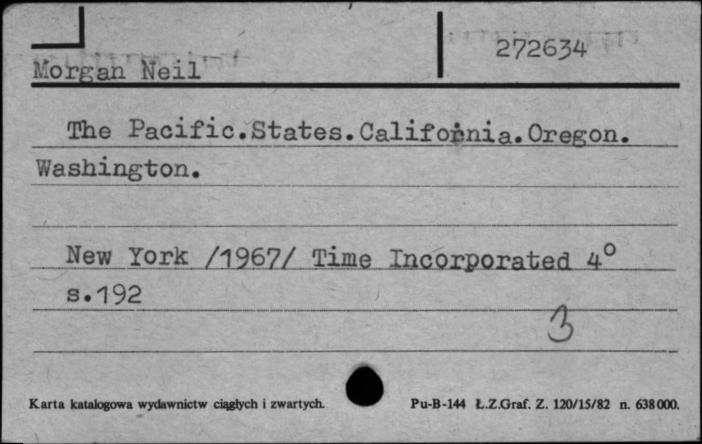 272634
Morgan Neil
The Pacific.States.California.Oregon.
Washington.
New York /1967/ Time Incorporated 4°
s.192
3
Karta katalogowa wydawnictw ciągłych i zwartych. Pu-B-144 Ł.Z.Graf. Z. 120/15/82 n. 638000.